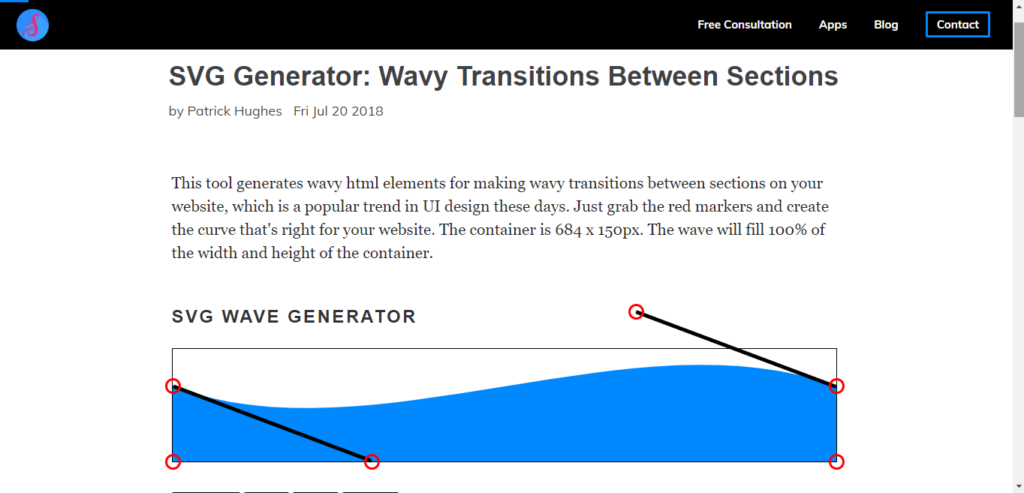 Free Consultation Apps Blog Contact
SVG Generator: Wavy Transitions Between Sections
by Patrick Hughes Fri Jul 20 2018
This tool generates wavy html elements for making wavy transitions between sections on your
website, which is a popular trend in UI design these days. Just grab the red markers and create
the curve that's right for your website. The container is 684 x 150px. The wave will fill 100% of
the width and height of the container.
SVG WAVE GENERATOR